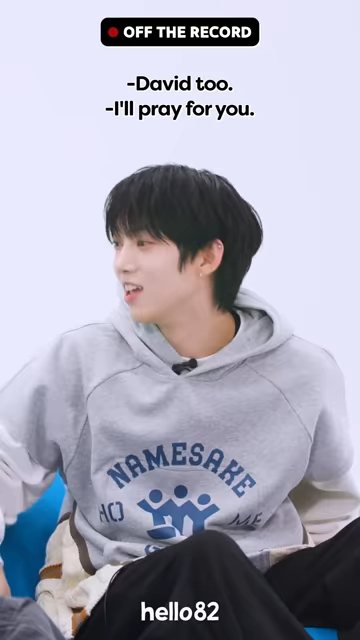 OFF THE RECORD
-David too.
-I'll pray for you.
NAMESAKE
HO ME
hello82